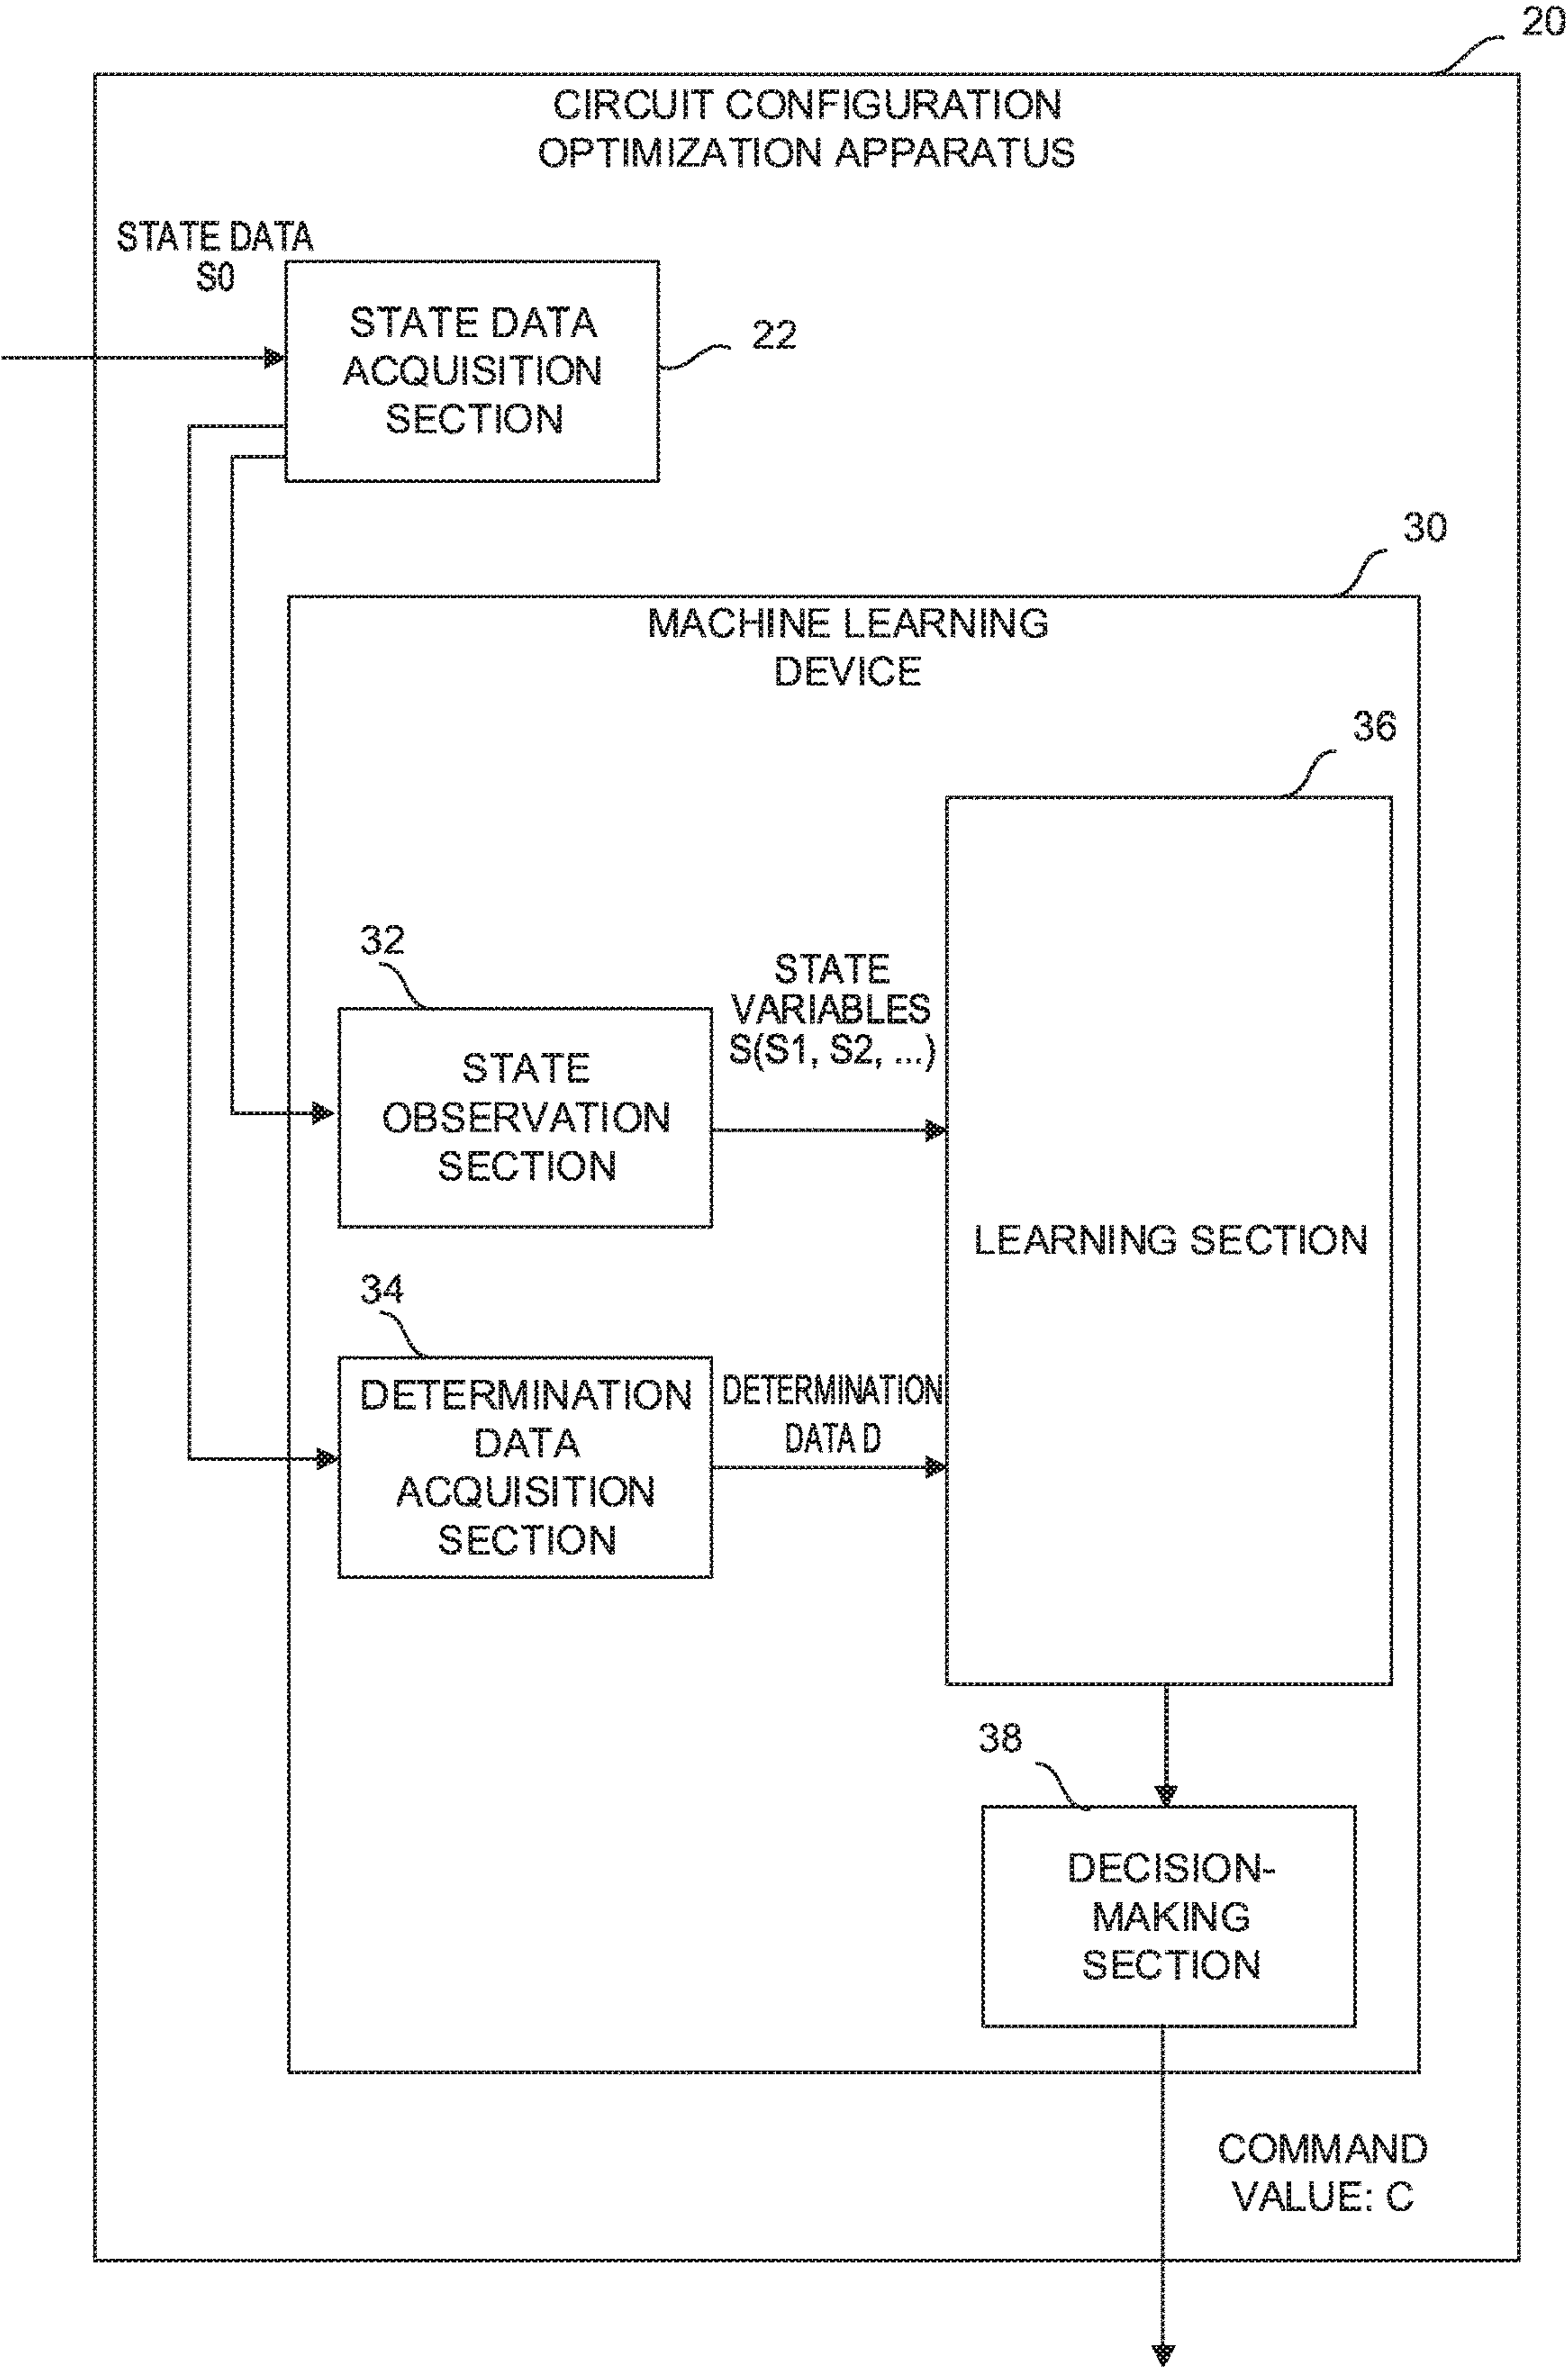 20
CIRCUIT CONFIGURATION
OPTIMIZATION APPARATUS
STATE DATA
S0
STATE DATA
ACQUISITION
SECTION
22
30
MACHINE LEARNING
DEVICE
36
32
STATE
OBSERVATION
SECTION
STATE
VARIABLES
S(S1, S2, ...)
LEARNING SECTION
34
DETERMINATION
DATA
ACQUISITION
SECTION
DETERMINATION
DATA D
38
DECISION-
MAKING
SECTION
COMMAND
VALUE: C